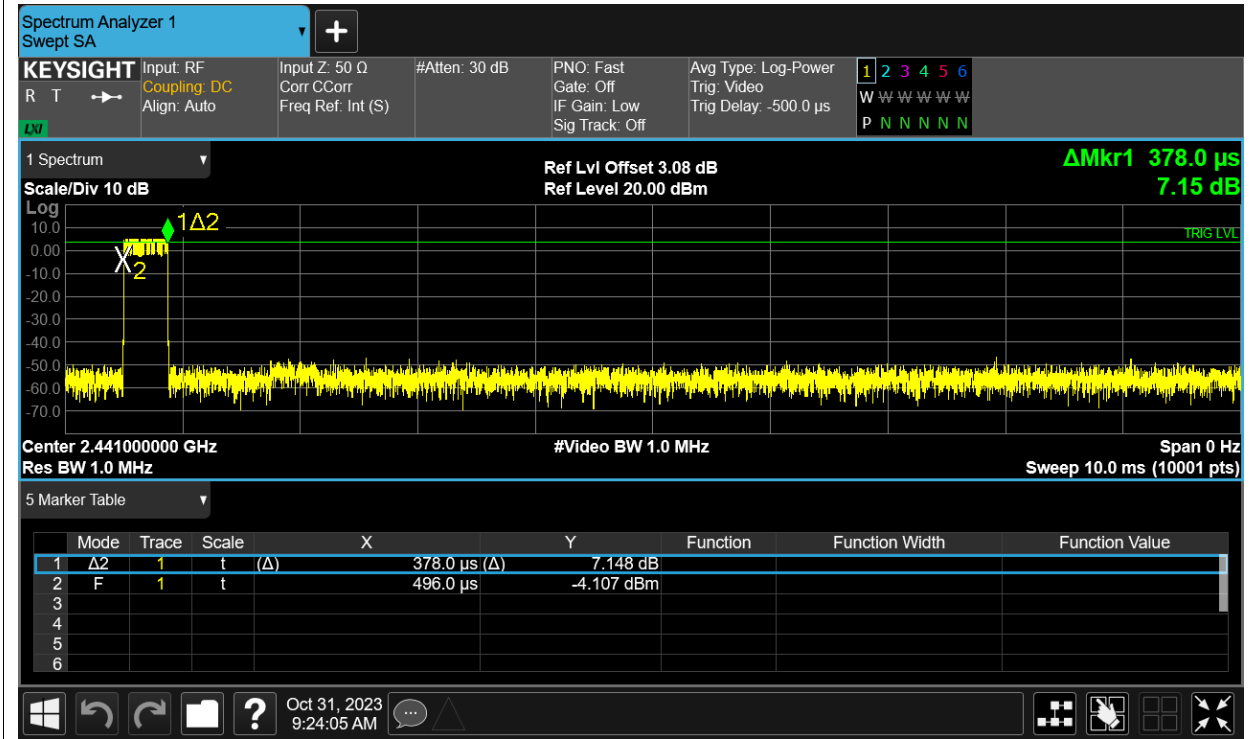 Spectrum Analyzer 1
Swept SA
KEYSIGHT
R T
LXI
Input: RF
Coupling: DC
Align: Auto
Input Z: 50 Ω
Corr CCorr
Freq Ref: Int (S)
#Atten: 30 dB
PNO: Fast
Gate: Off
IF Gain: Low
Sig Track: Off
Avg Type: Log-Power
Trig: Video
Trig Delay: -500.0 µs
1 2 3 4 5 6
W W W W W W
P N N N N N
1 Spectrum
Scale/Div 10 dB
Ref Lvl Offset 3.08 dB
Ref Level 20.00 dBm
ΔMkr1 378.0 µs
7.15 dB
Log
10.0
0.00
-10.0
-20.0
-30.0
-40.0
-50.0
-60.0
-70.0
1Δ2
X2
TRIG LVL
Center 2.441000000 GHz
Res BW 1.0 MHz
#Video BW 1.0 MHz
Span 0 Hz
Sweep 10.0 ms (10001 pts)
5 Marker Table
Mode Trace Scale X Y Function Function Width Function Value
1 Δ2 1 t (Δ) 378.0 µs (Δ) 7.148 dB
2 F 1 t 496.0 µs -4.107 dBm
3
4
5
6
?
Oct 31, 2023
9:24:05 AM